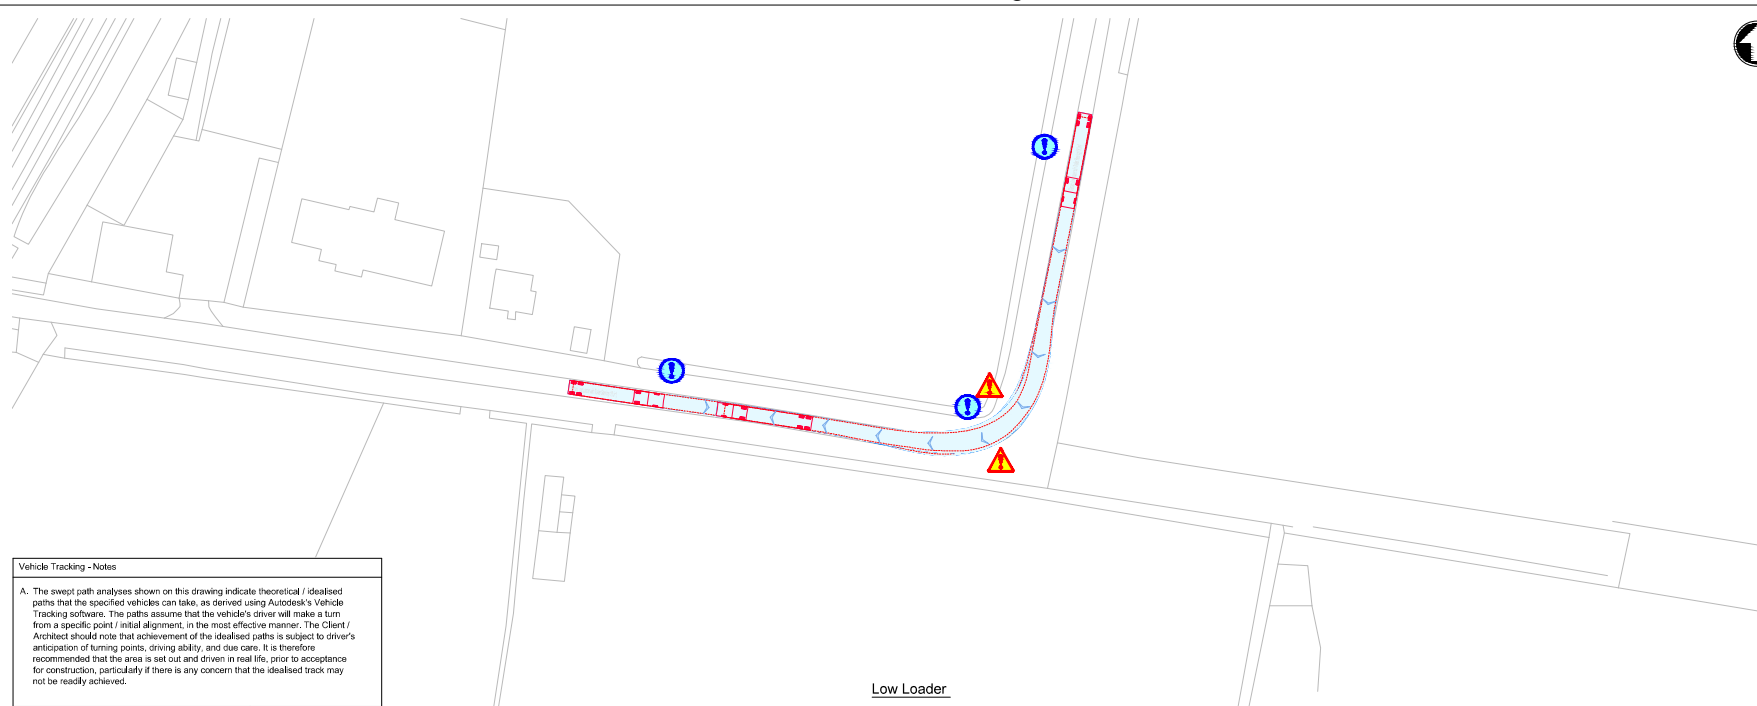 Vehicle Tracking - Notes
A. The swept path analyses shown on this drawing indicate theoretical / idealised
paths that the specified vehicles can take, as derived using Autodesk's Vehicle
Tracking software. The paths assume that the vehicle's driver will make a turn
from a specific point / initial alignment, in the most effective manner. The Client /
Architect should note that achievement of the idealised paths is subject to driver's
anticipation of turning points, driving ability, and due care. It is therefore
recommended that the area is set out and driven in real life, prior to acceptance
for construction, particularly if there is any concern that the idealised track may
not be readily achieved.
Low Loader